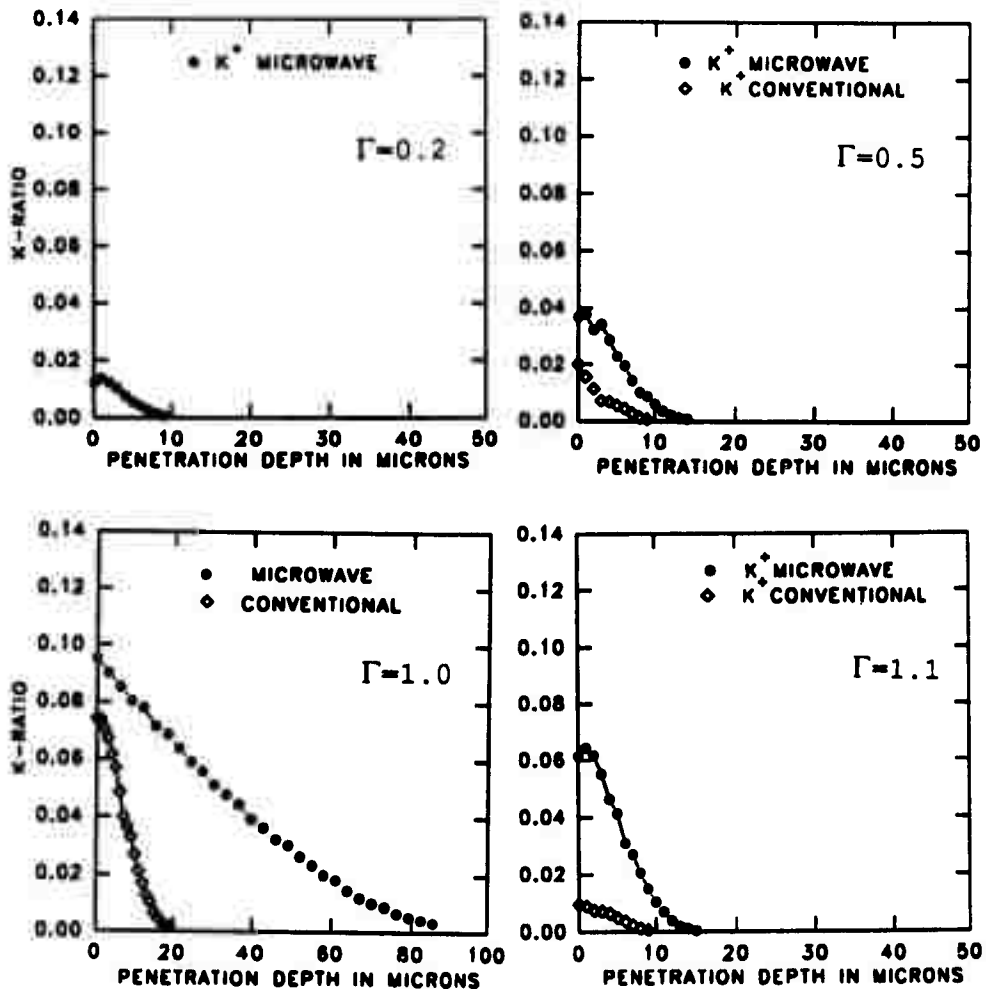 0.14
0.12
0.10
0.08
0.06
0.04
0.02
0.00
K-RATIO
● K⁺ MICROWAVE
Γ=0.2
0 10 20 30 40 50
PENETRATION DEPTH IN MICRONS
0.14
0.12
0.10
0.08
0.06
0.04
0.02
0.00
● K⁺ MICROWAVE
◇ K⁺ CONVENTIONAL
Γ=0.5
0 10 20 30 40 50
PENETRATION DEPTH IN MICRONS
0.14
0.12
0.10
0.08
0.06
0.04
0.02
0.00
K-RATIO
● MICROWAVE
◇ CONVENTIONAL
Γ=1.0
0 20 40 60 80 100
PENETRATION DEPTH IN MICRONS
0.14
0.12
0.10
0.08
0.06
0.04
0.02
0.00
● K⁺ MICROWAVE
◇ K⁺ CONVENTIONAL
Γ=1.1
0 10 20 30 40 50
PENETRATION DEPTH IN MICRONS